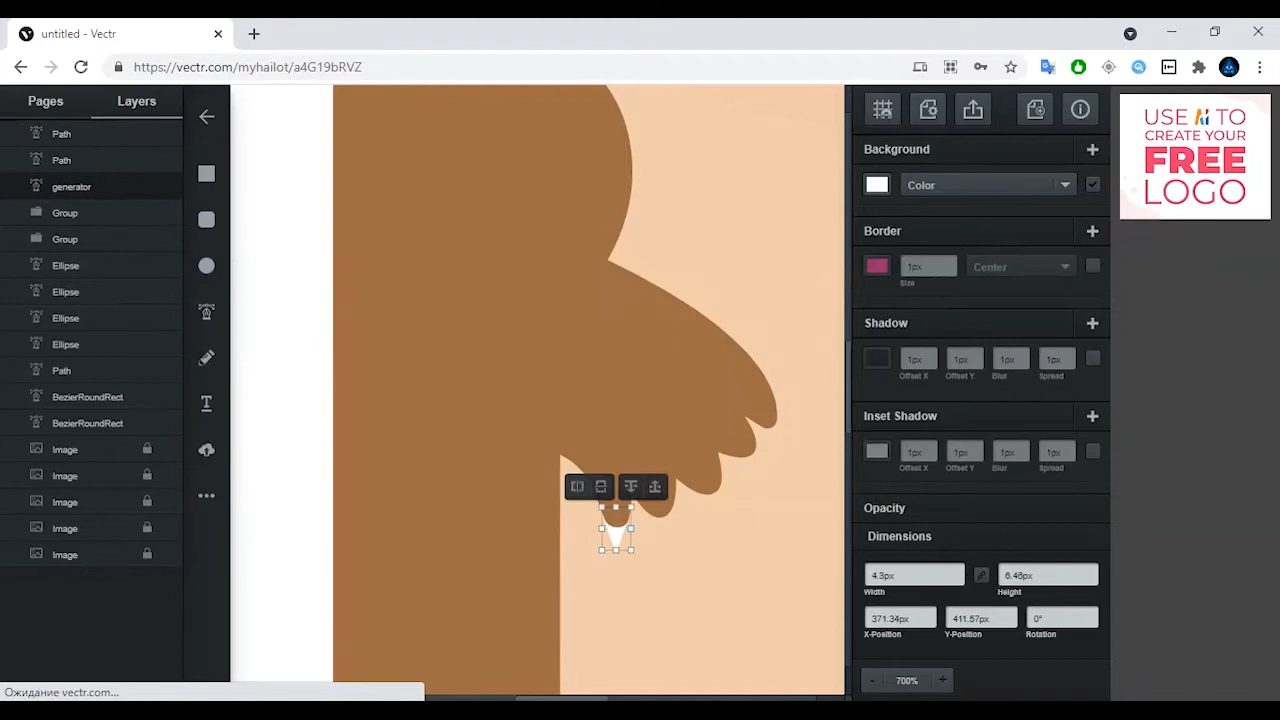 untitled - Vectr
https://vectr.com/myhailot/a4G19bRVZ
Pages
Layers
Path
Path
generator
Group
Group
Ellipse
Ellipse
Ellipse
Ellipse
Path
BezierRoundRect
BezierRoundRect
Image
Image
Image
Image
Image
Ожидание vectr.com...
T
Background
Color
Border
1px
Center
Size
Shadow
1px
1px
1px
1px
Offset X
Offset Y
Blur
Spread
Inset Shadow
1px
1px
1px
1px
Offset X
Offset Y
Blur
Spread
Opacity
Dimensions
4.3px
6.46px
Width
Height
371.34px
411.57px
0°
X-Position
Y-Position
Rotation
- 700% +
USE AI TO
CREATE YOUR
FREE
LOGO